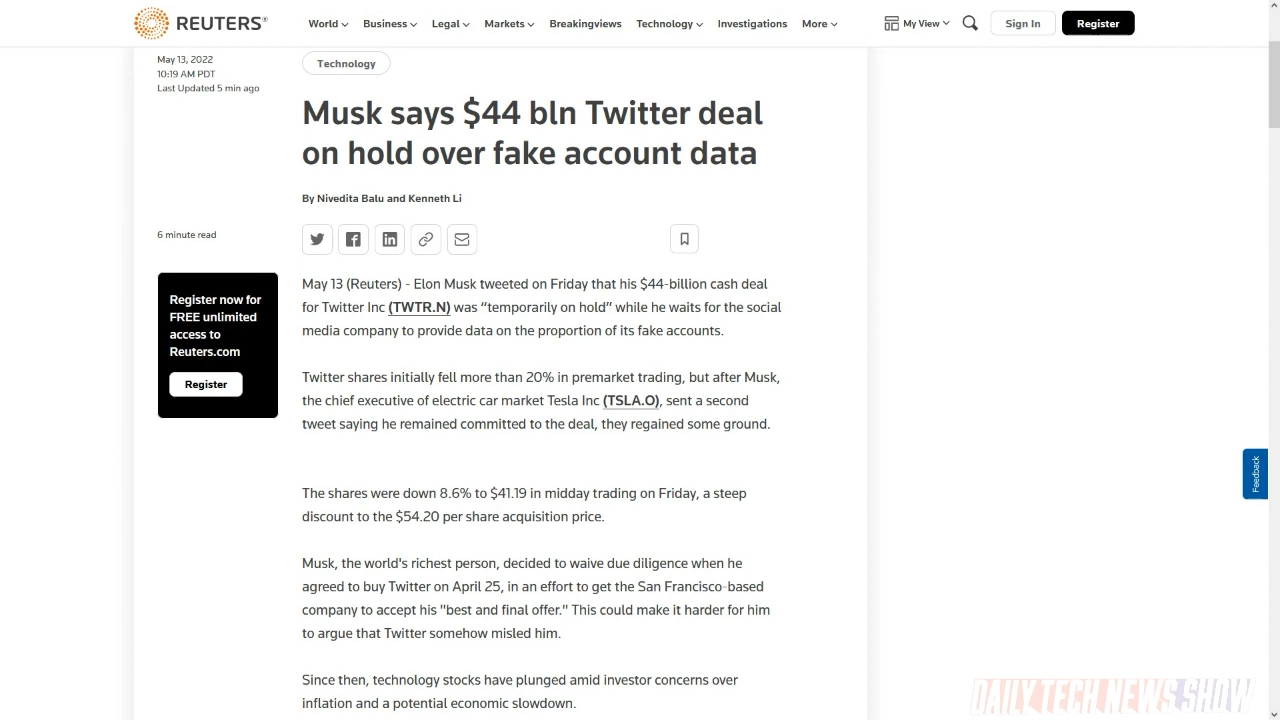 REUTERS®
World
Business
Legal
Markets
Breakingviews
Technology
Investigations
More
My View
Sign In
Register
May 13, 2022
10:19 AM PDT
Last Updated 5 min ago
Technology
Musk says $44 bln Twitter deal
on hold over fake account data
By Nivedita Balu and Kenneth Li
6 minute read
Register now for
FREE unlimited
access to
Reuters.com
Register
May 13 (Reuters) - Elon Musk tweeted on Friday that his $44-billion cash deal
for Twitter Inc (TWTR.N) was “temporarily on hold” while he waits for the social
media company to provide data on the proportion of its fake accounts.
Twitter shares initially fell more than 20% in premarket trading, but after Musk,
the chief executive of electric car market Tesla Inc (TSLA.O), sent a second
tweet saying he remained committed to the deal, they regained some ground.
The shares were down 8.6% to $41.19 in midday trading on Friday, a steep
discount to the $54.20 per share acquisition price.
Musk, the world's richest person, decided to waive due diligence when he
agreed to buy Twitter on April 25, in an effort to get the San Francisco-based
company to accept his "best and final offer." This could make it harder for him
to argue that Twitter somehow misled him.
Since then, technology stocks have plunged amid investor concerns over
inflation and a potential economic slowdown.
Feedback
DAILY TECH NEWS SHOW